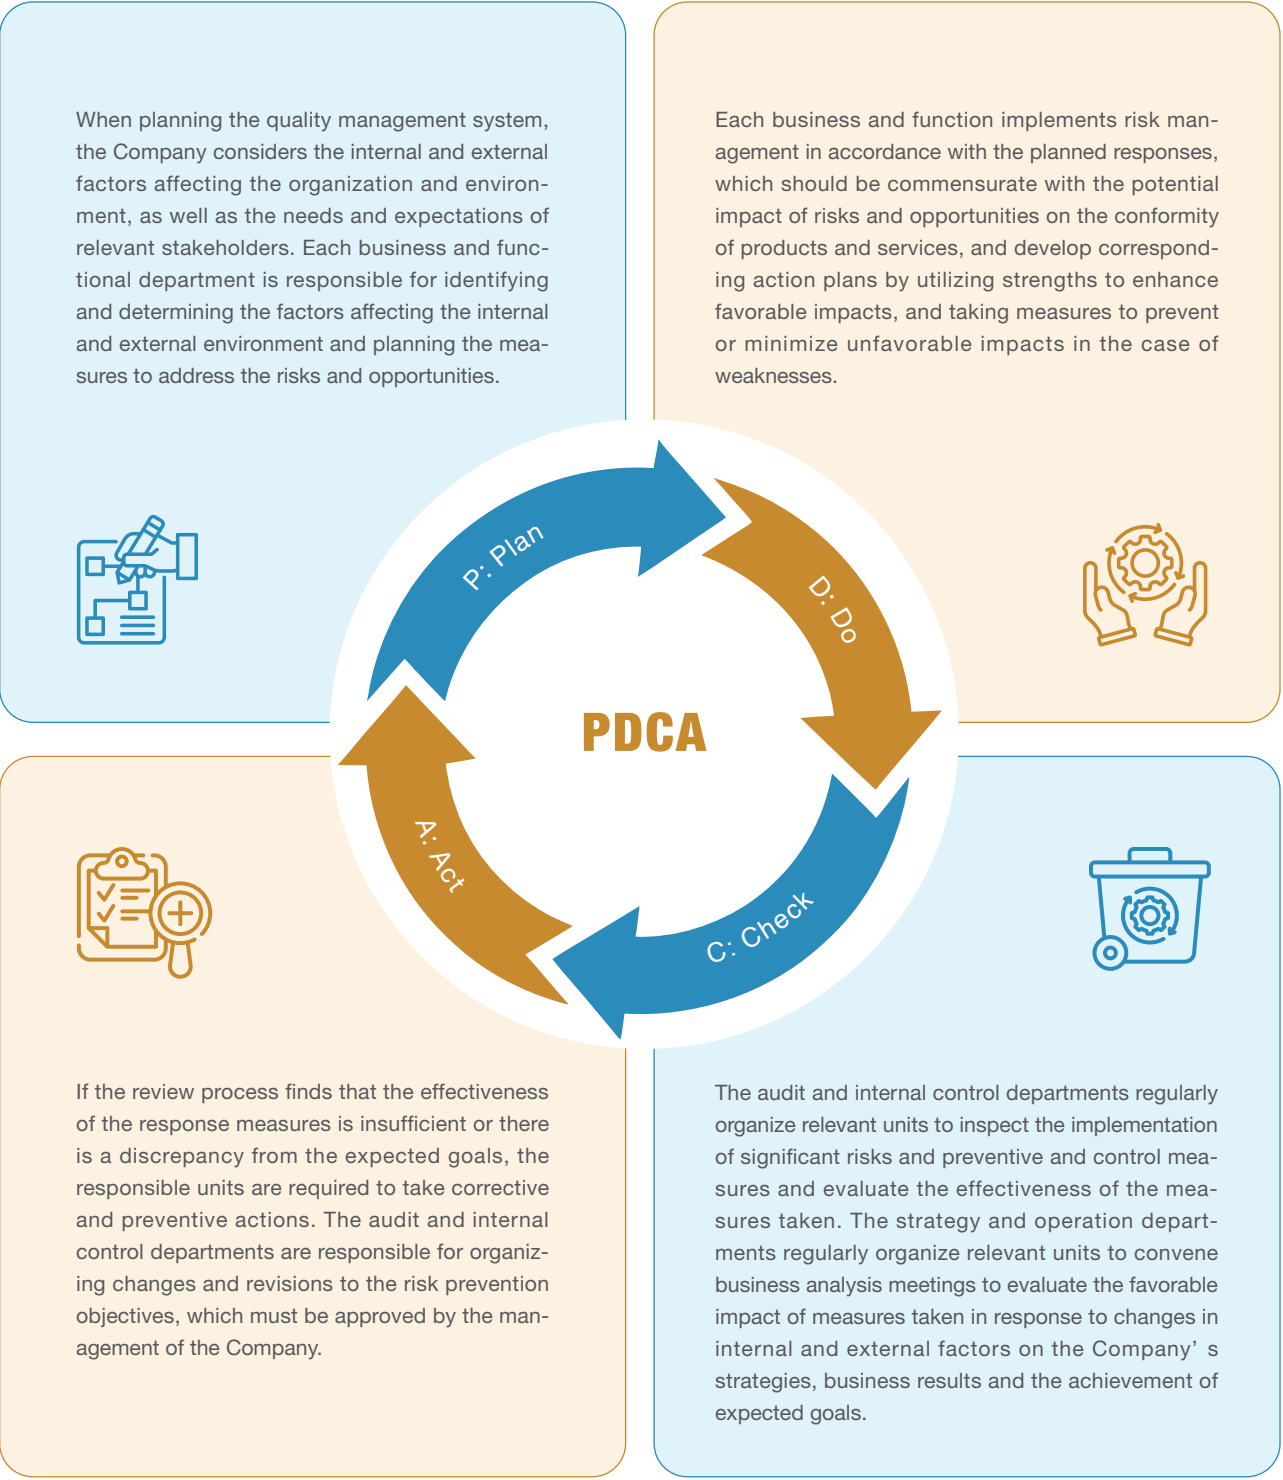 When planning the quality management system,
the Company considers the internal and external
factors affecting the organization and environ-
ment, as well as the needs and expectations of
relevant stakeholders. Each business and func-
tional department is responsible for identifying
and determining the factors affecting the internal
and external environment and planning the mea-
sures to address the risks and opportunities.
Each business and function implements risk man-
agement in accordance with the planned responses,
which should be commensurate with the potential
impact of risks and opportunities on the conformity
of products and services, and develop correspond-
ing action plans by utilizing strengths to enhance
favorable impacts, and taking measures to prevent
or minimize unfavorable impacts in the case of
weaknesses.
P: Plan
D: Do
PDCA
A: Act
C: Check
If the review process finds that the effectiveness
of the response measures is insufficient or there
is a discrepancy from the expected goals, the
responsible units are required to take corrective
and preventive actions. The audit and internal
control departments are responsible for organiz-
ing changes and revisions to the risk prevention
objectives, which must be approved by the man-
agement of the Company.
The audit and internal control departments regularly
organize relevant units to inspect the implementation
of significant risks and preventive and control mea-
sures and evaluate the effectiveness of the mea-
sures taken. The strategy and operation depart-
ments regularly organize relevant units to convene
business analysis meetings to evaluate the favorable
impact of measures taken in response to changes in
internal and external factors on the Company’ s
strategies, business results and the achievement of
expected goals.